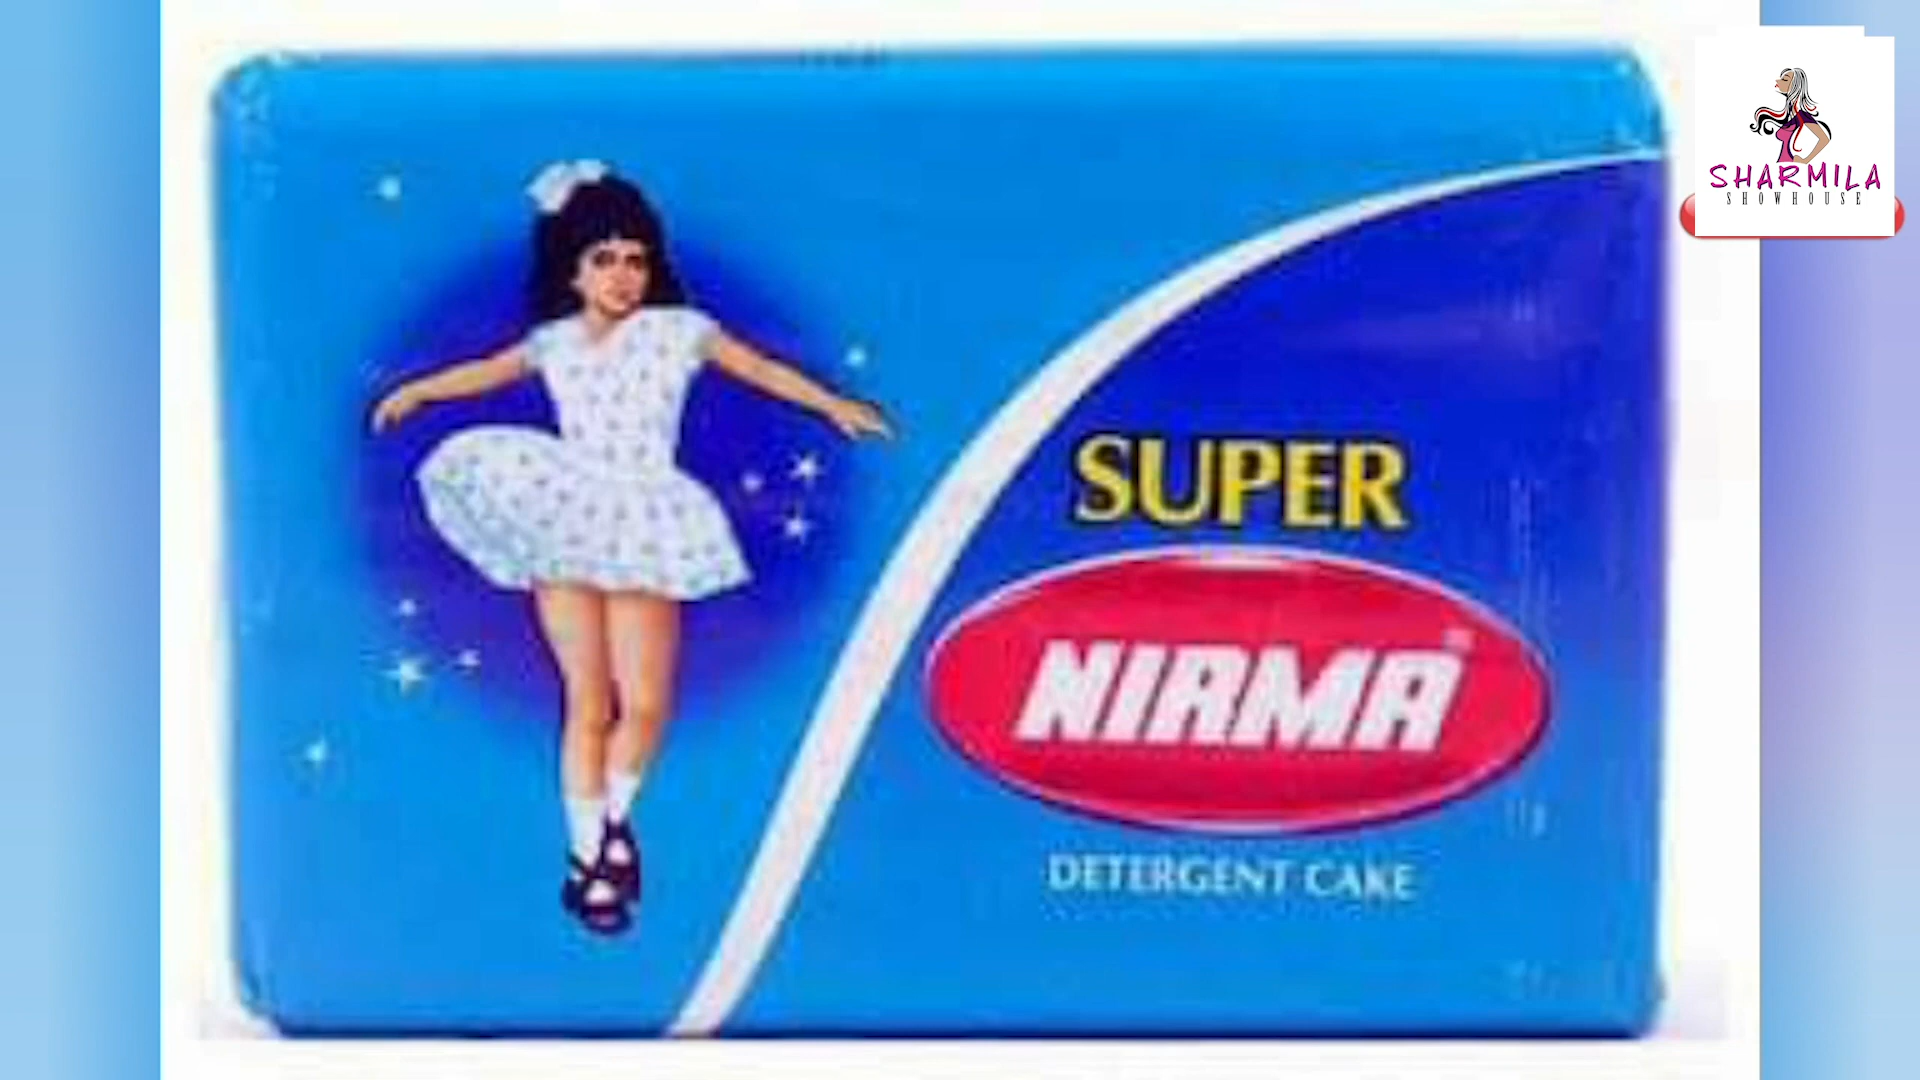 SHARMILA
SHOWHOUSE
SUPER
NIRMA
DETERGENT CAKE